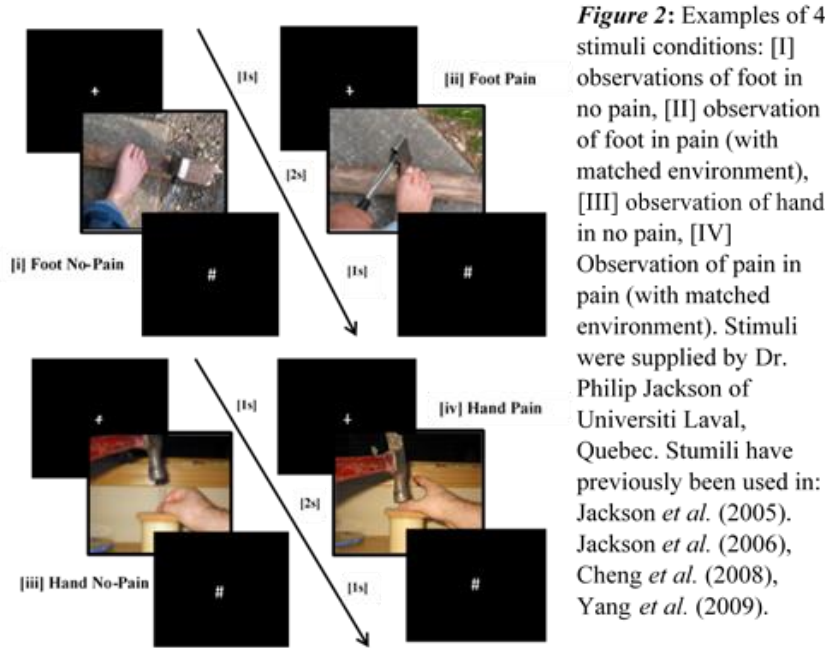 Figure 2: Examples of 4
stimuli conditions: [I]
observations of foot in
no pain, [II] observation
of foot in pain (with
matched environment),
[III] observation of hand
in no pain, [IV]
Observation of pain in
pain (with matched
environment). Stimuli
were supplied by Dr.
Philip Jackson of
Universiti Laval,
Quebec. Stumili have
previously been used in:
Jackson et al. (2005).
Jackson et al. (2006),
Cheng et al. (2008),
Yang et al. (2009).
+
[1s]
+
[ii] Foot Pain
[2s]
[i] Foot No-Pain
#
[1s]
#
+
[1s]
+
[iv] Hand Pain
[2s]
[iii] Hand No-Pain
#
[1s]
#